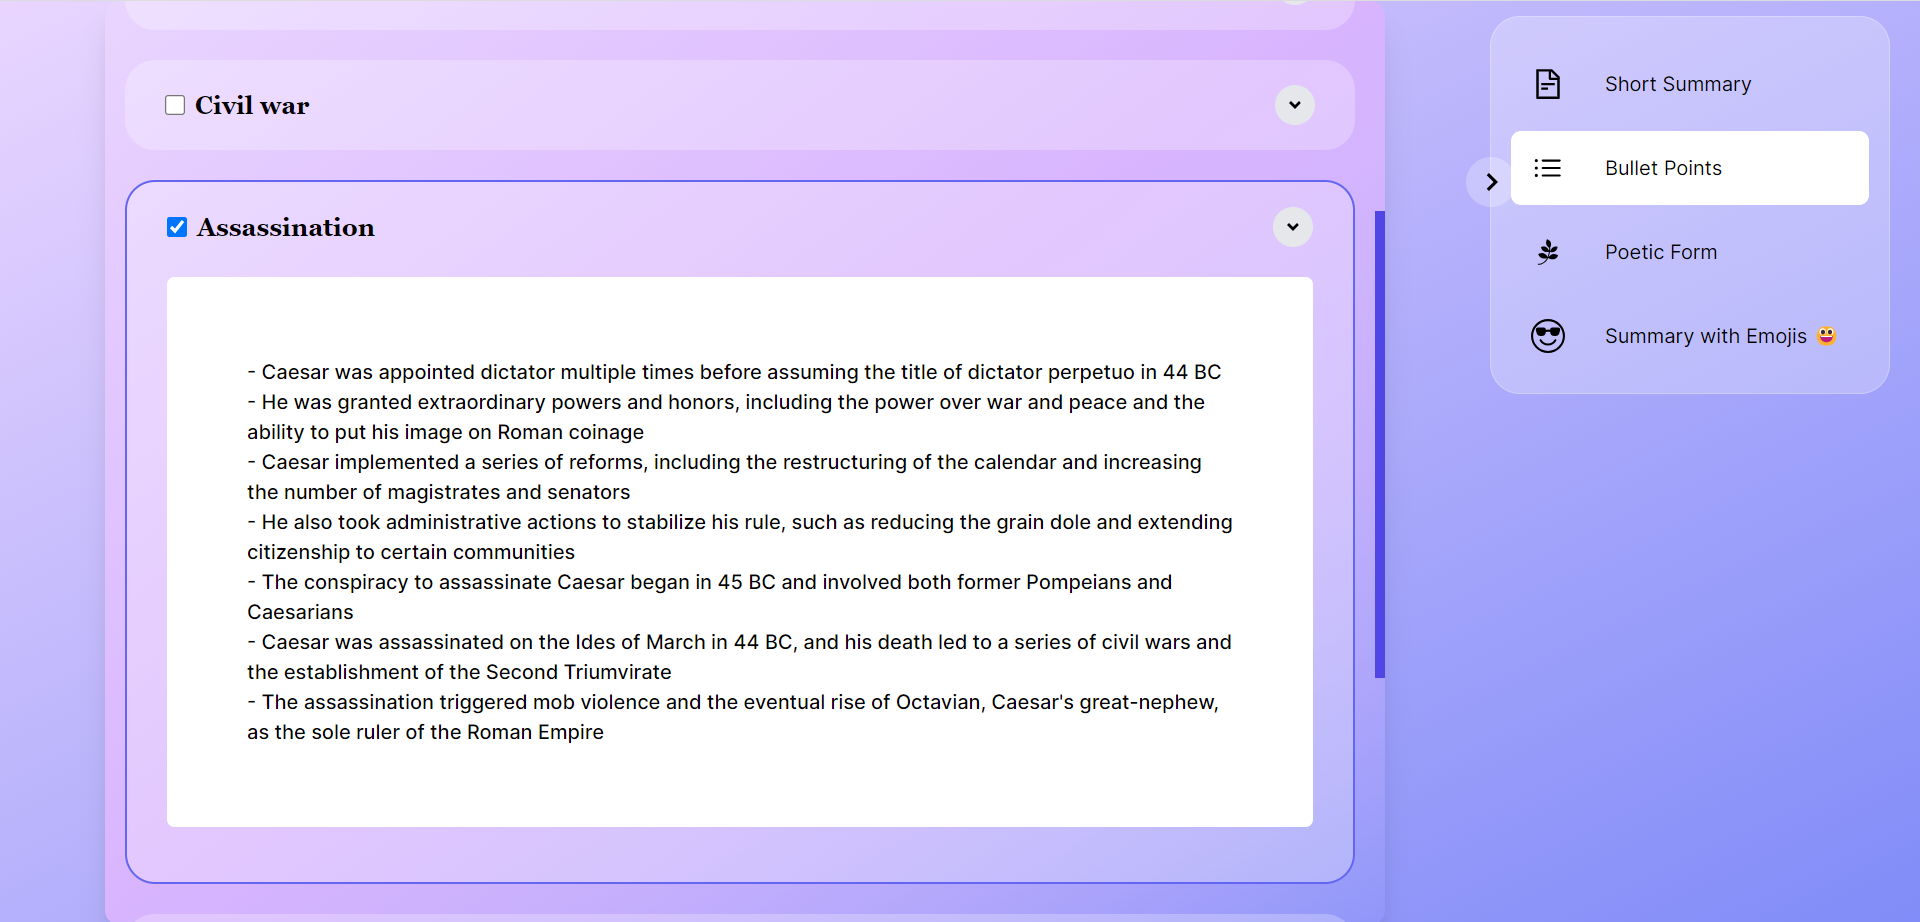 Civil war
Assassination
- Caesar was appointed dictator multiple times before assuming the title of dictator perpetuo in 44 BC
- He was granted extraordinary powers and honors, including the power over war and peace and the
ability to put his image on Roman coinage
- Caesar implemented a series of reforms, including the restructuring of the calendar and increasing
the number of magistrates and senators
- He also took administrative actions to stabilize his rule, such as reducing the grain dole and extending
citizenship to certain communities
- The conspiracy to assassinate Caesar began in 45 BC and involved both former Pompeians and
Caesarians
- Caesar was assassinated on the Ides of March in 44 BC, and his death led to a series of civil wars and
the establishment of the Second Triumvirate
- The assassination triggered mob violence and the eventual rise of Octavian, Caesar's great-nephew,
as the sole ruler of the Roman Empire
Short Summary
Bullet Points
Poetic Form
Summary with Emojis 😀